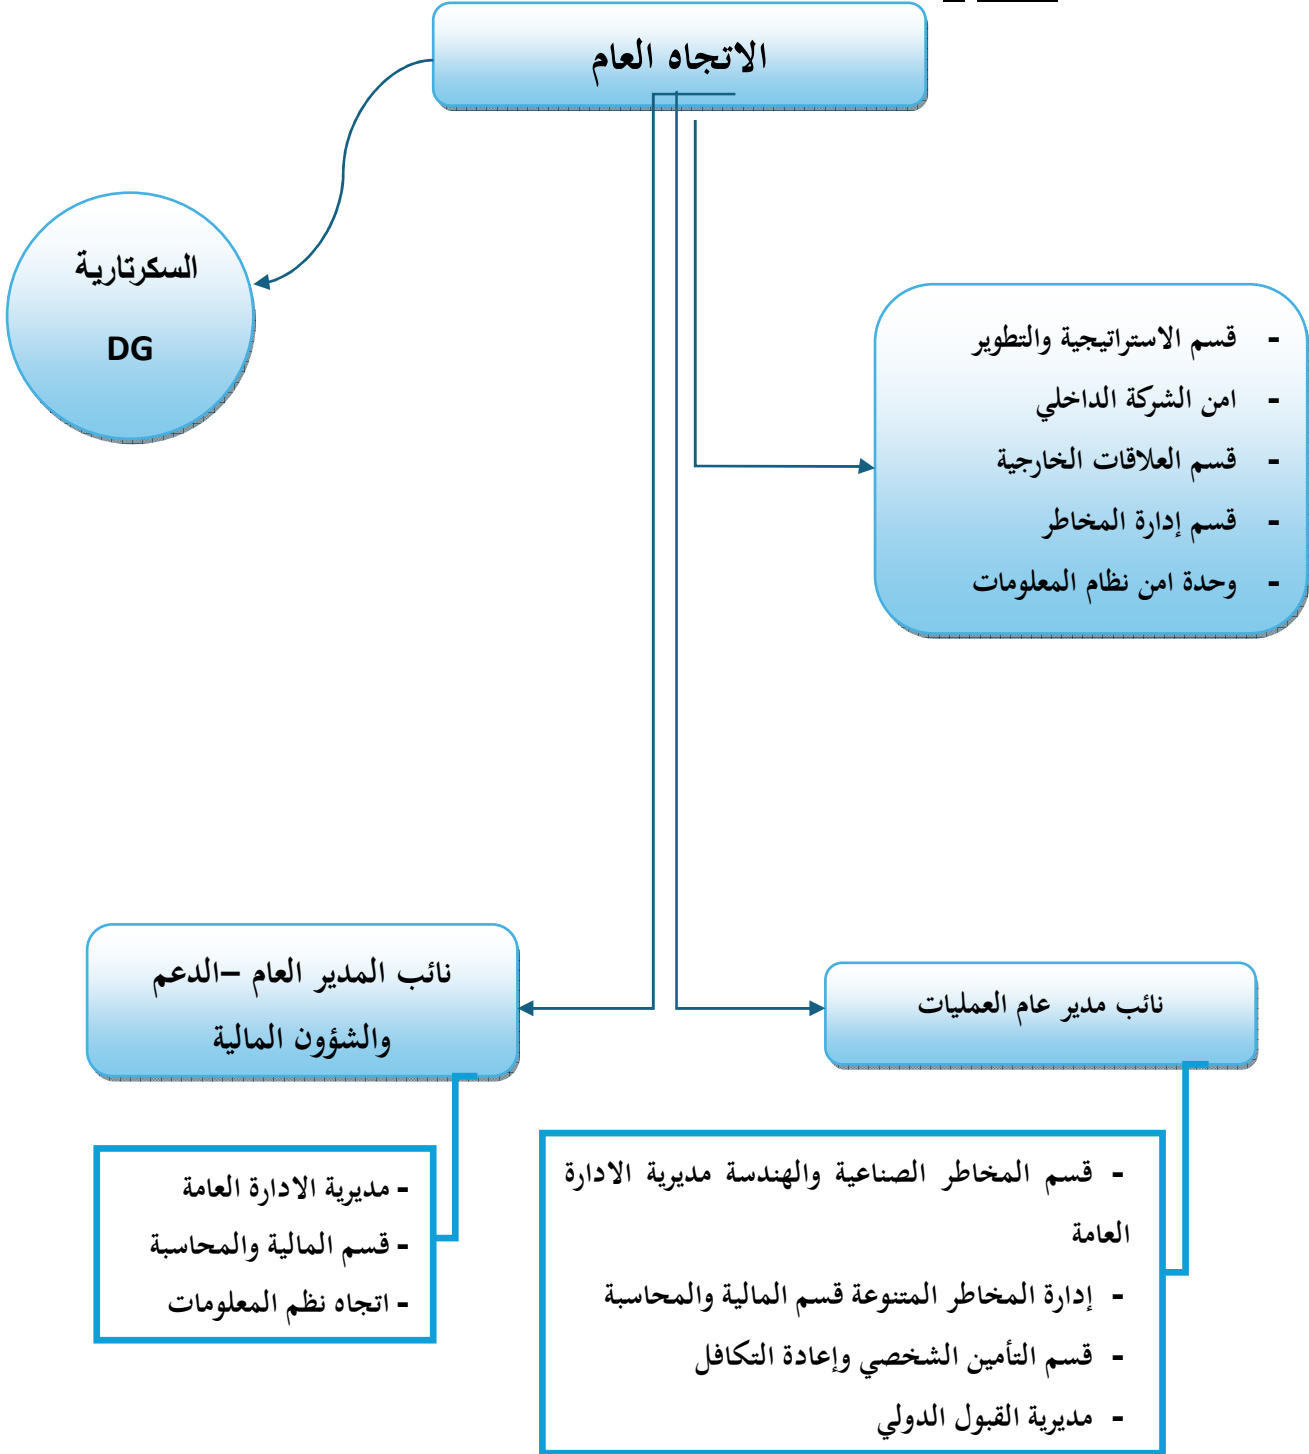 الاتجاه العام
السكرتارية
DG
- قسم الاستراتيجية والتطوير
- امن الشركة الداخلي
- قسم العلاقات الخارجية
- قسم إدارة المخاطر
- وحدة امن نظام المعلومات
نائب مدير عام العمليات
نائب المدير العام –الدعم
والشؤون المالية
- قسم المخاطر الصناعية والهندسة مديرية الادارة
العامة
- إدارة المخاطر المتنوعة قسم المالية والمحاسبة
- قسم التأمين الشخصي وإعادة التكافل
- مديرية القبول الدولي
- مديرية الادارة العامة
- قسم المالية والمحاسبة
- اتجاه نظم المعلومات